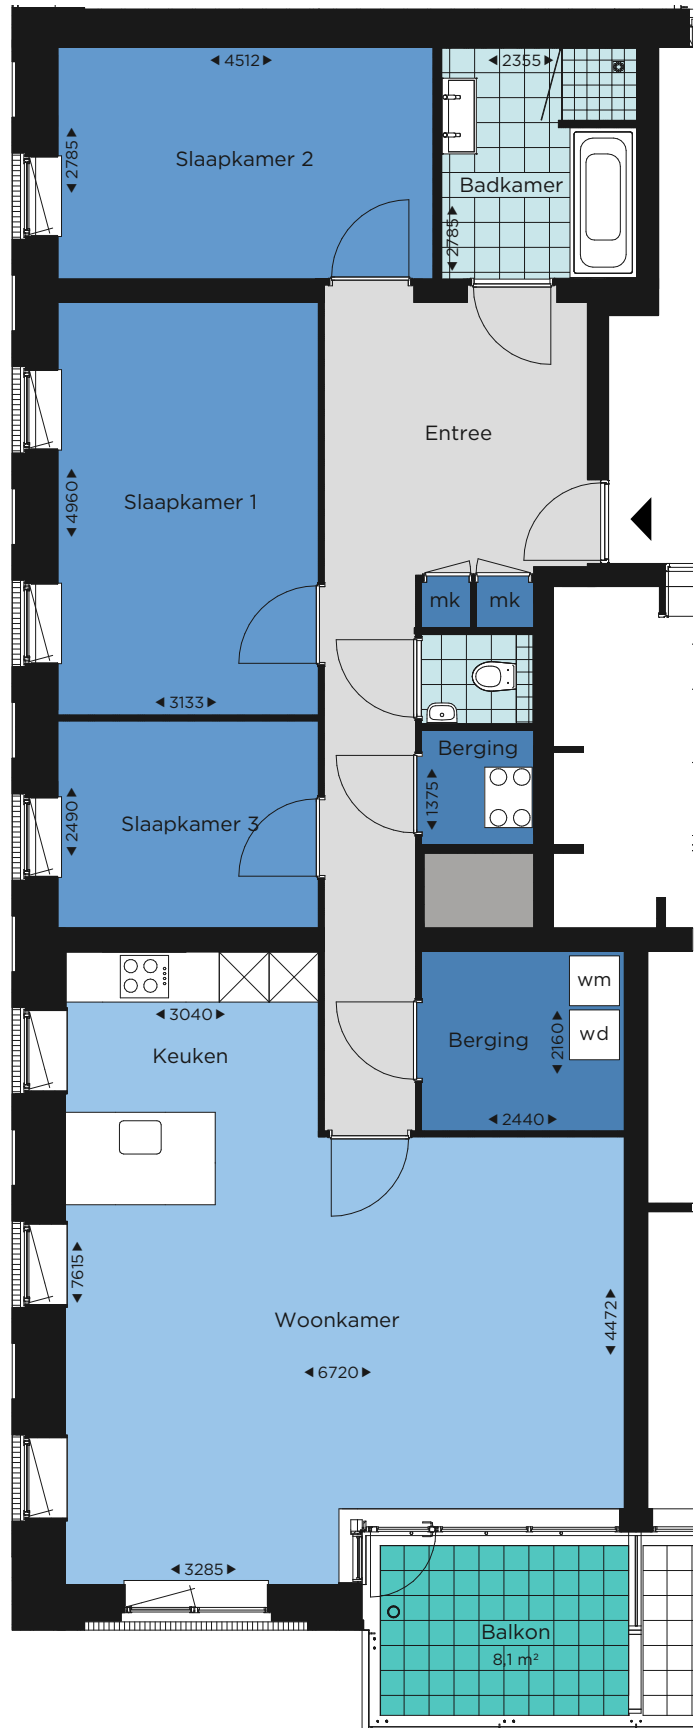 4512
2355
2785
Slaapkamer 2
Badkamer
2785
Entree
4960
Slaapkamer 1
mk
mk
3133
Berging
1375
2490
Slaapkamer 3
wm
3040
2160
wd
Keuken
Berging
2440
7615
4472
Woonkamer
6720
3285
Balkon
8,1 m²